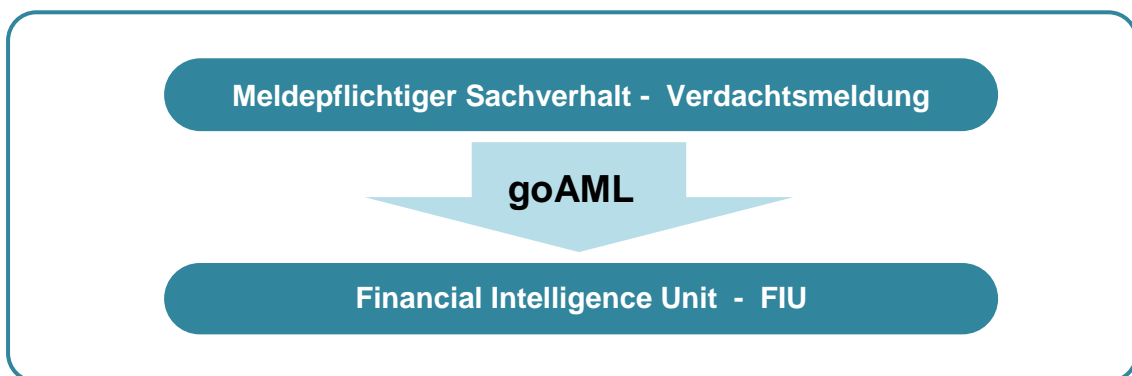 Meldepflichtiger Sachverhalt - Verdachtsmeldung
goAML
Financial Intelligence Unit - FIU